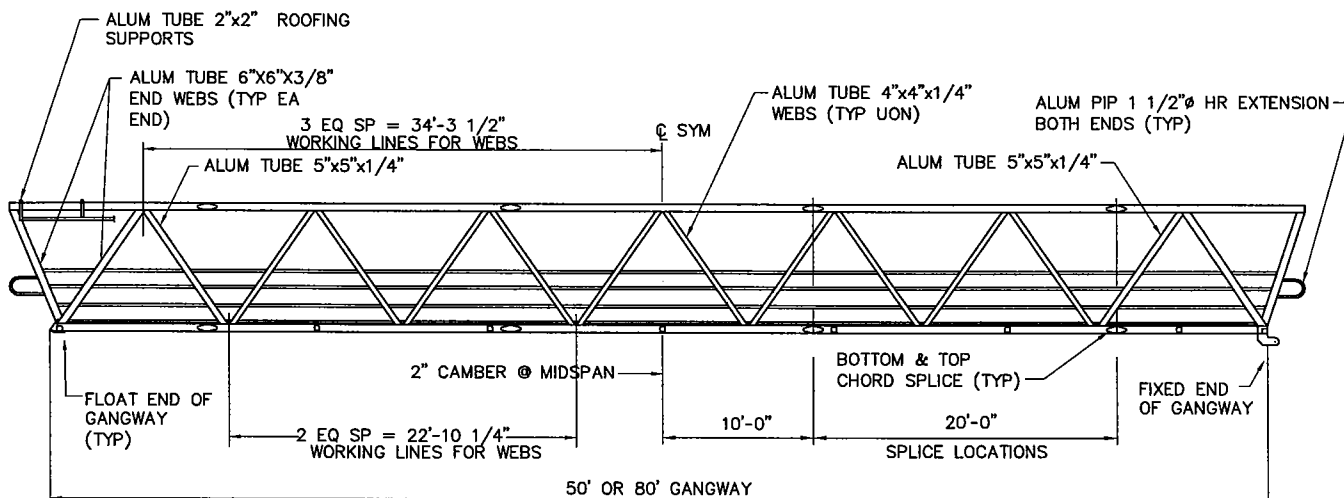 ALUM TUBE 2"x2" ROOFING
SUPPORTS
ALUM TUBE 6"X6"X3/8"
END WEBS (TYP EA
END)
3 EQ SP = 34'-3 1/2"
WORKING LINES FOR WEBS
ALUM TUBE 5"x5"x1/4"
℄ SYM
ALUM TUBE 4"x4"x1/4"
WEBS (TYP UON)
ALUM PIP 1 1/2"ø HR EXTENSION
BOTH ENDS (TYP)
ALUM TUBE 5"x5"x1/4"
2" CAMBER @ MIDSPAN
BOTTOM & TOP
CHORD SPLICE (TYP)
FLOAT END OF
GANGWAY
(TYP)
FIXED END
OF GANGWAY
2 EQ SP = 22'-10 1/4"
WORKING LINES FOR WEBS
10'-0"
20'-0"
SPLICE LOCATIONS
50' OR 80' GANGWAY